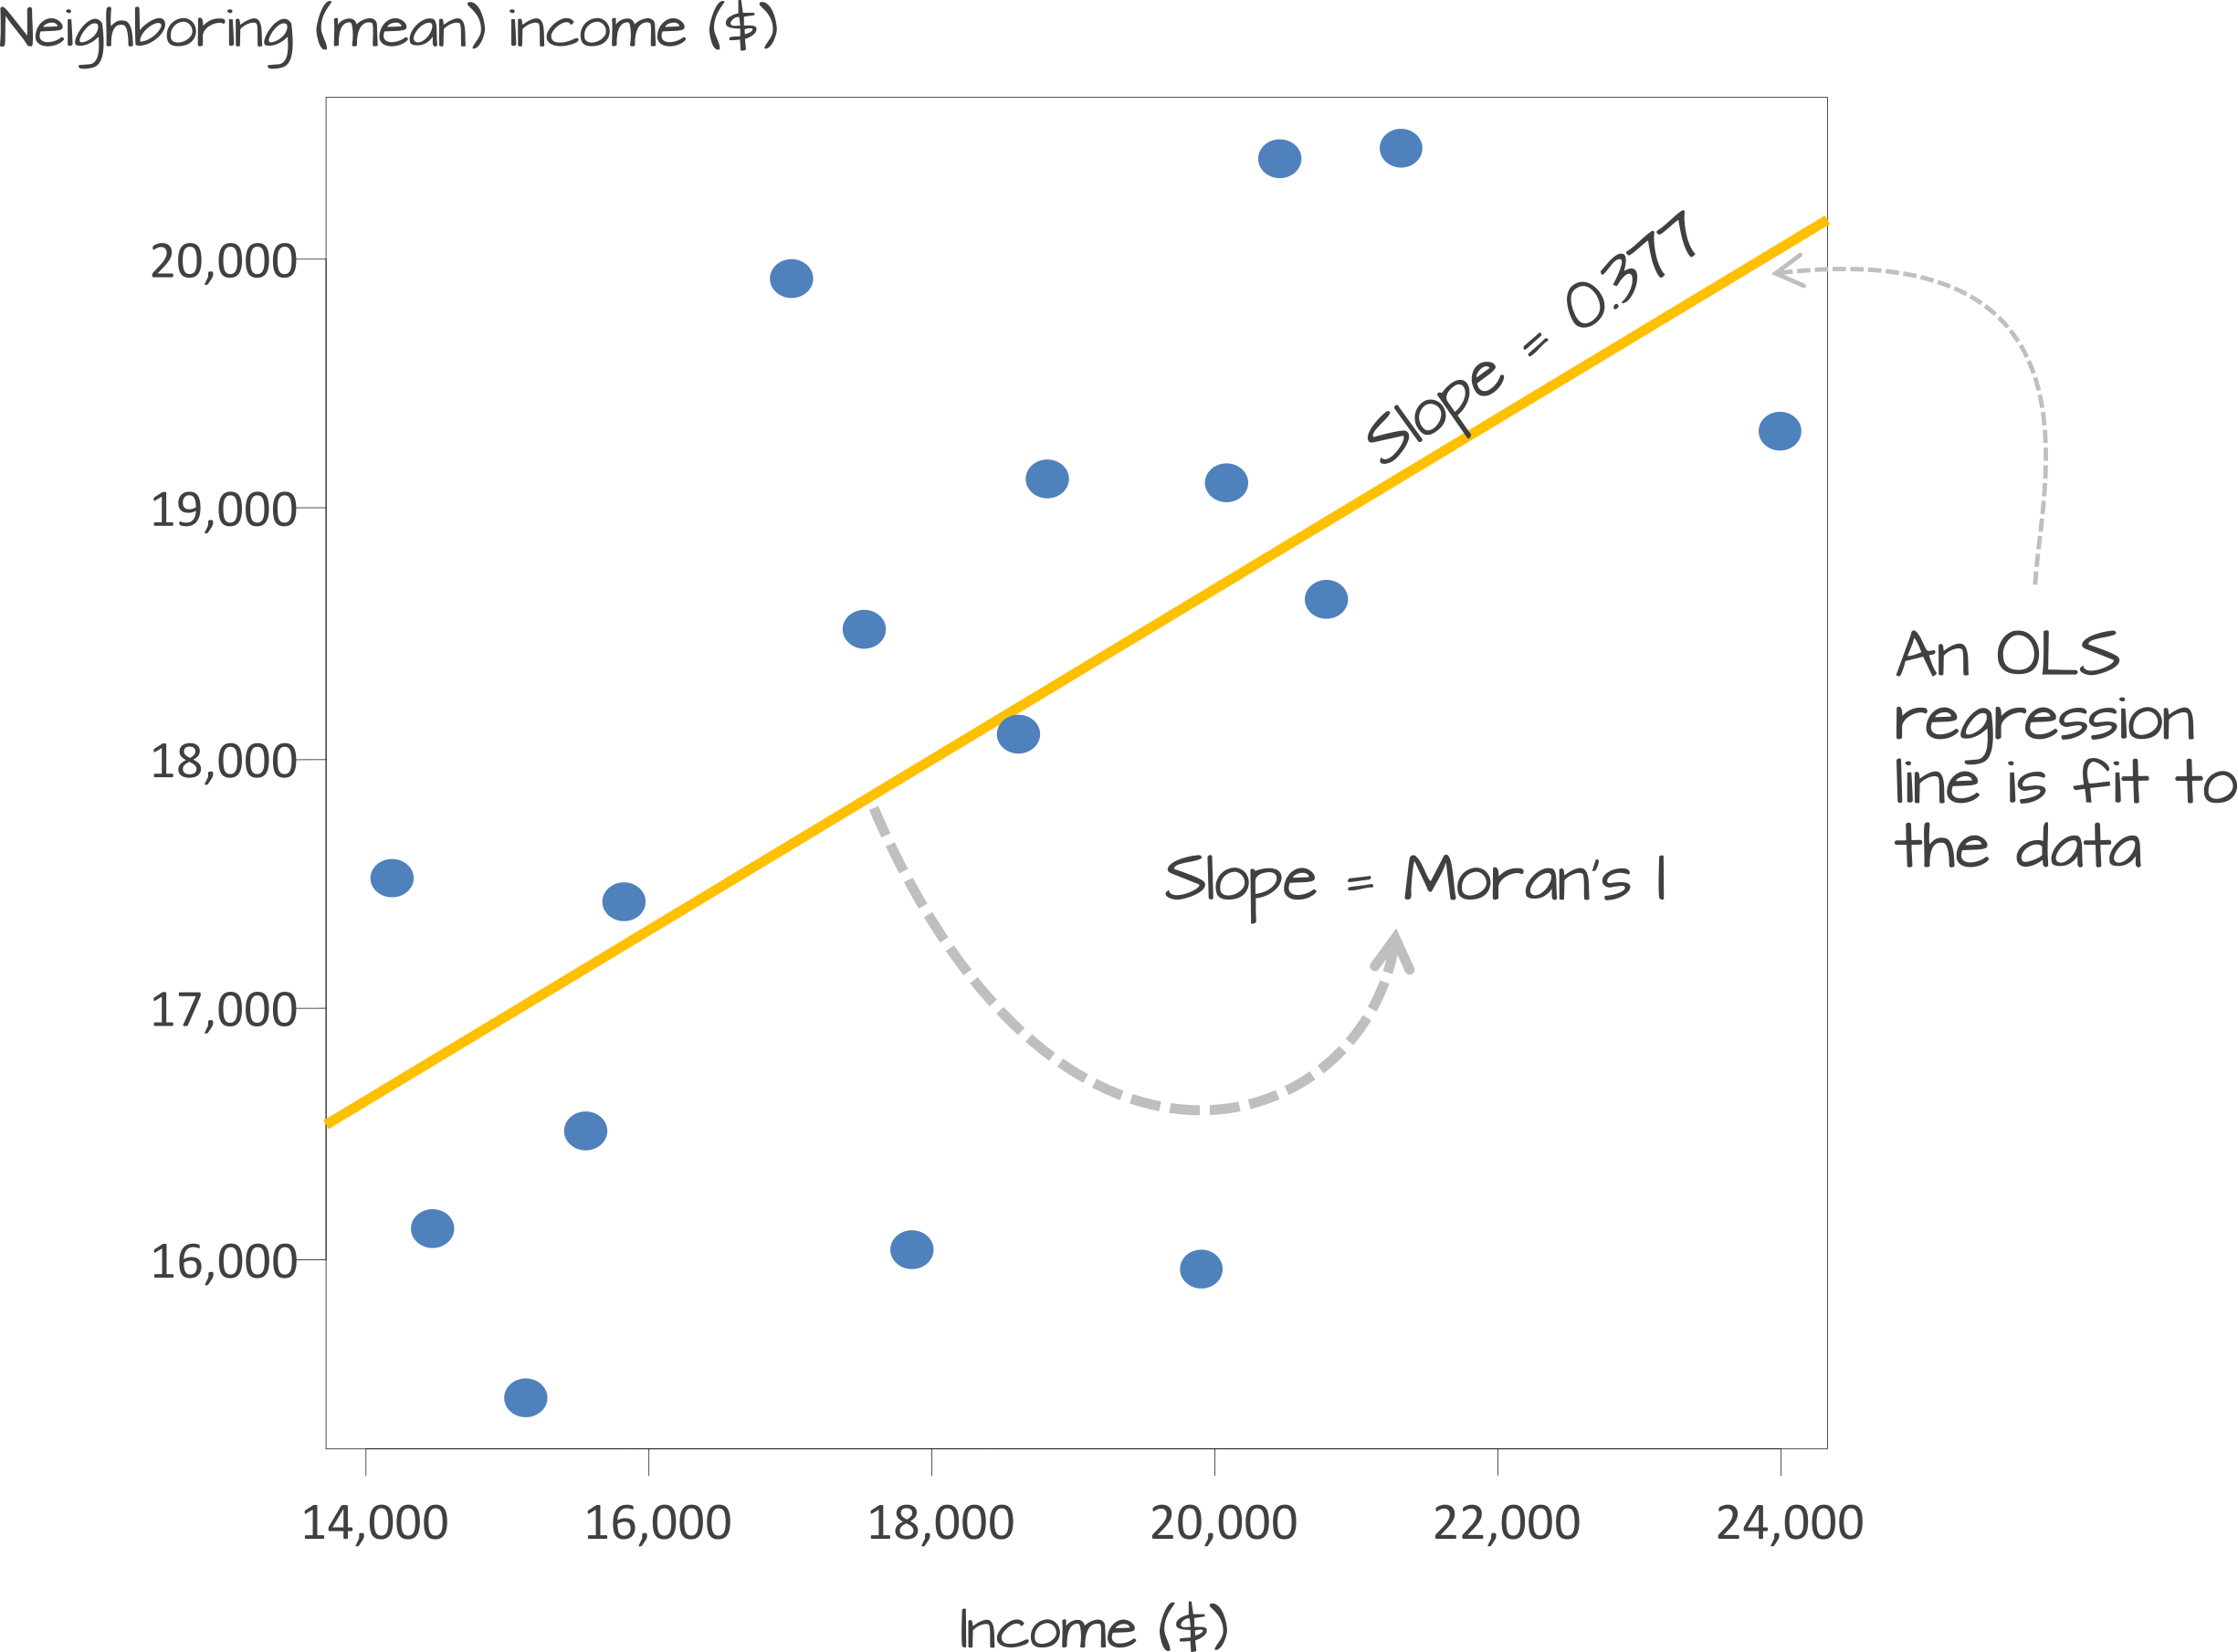 Neighboring (mean) income ($)
20,000
19,000
18,000
17,000
16,000
Slope = 0.377
An OLS
regression
line is fit to
the data
Slope = Moran's I
14,000
16,000
18,000
20,000
22,000
24,000
Income ($)